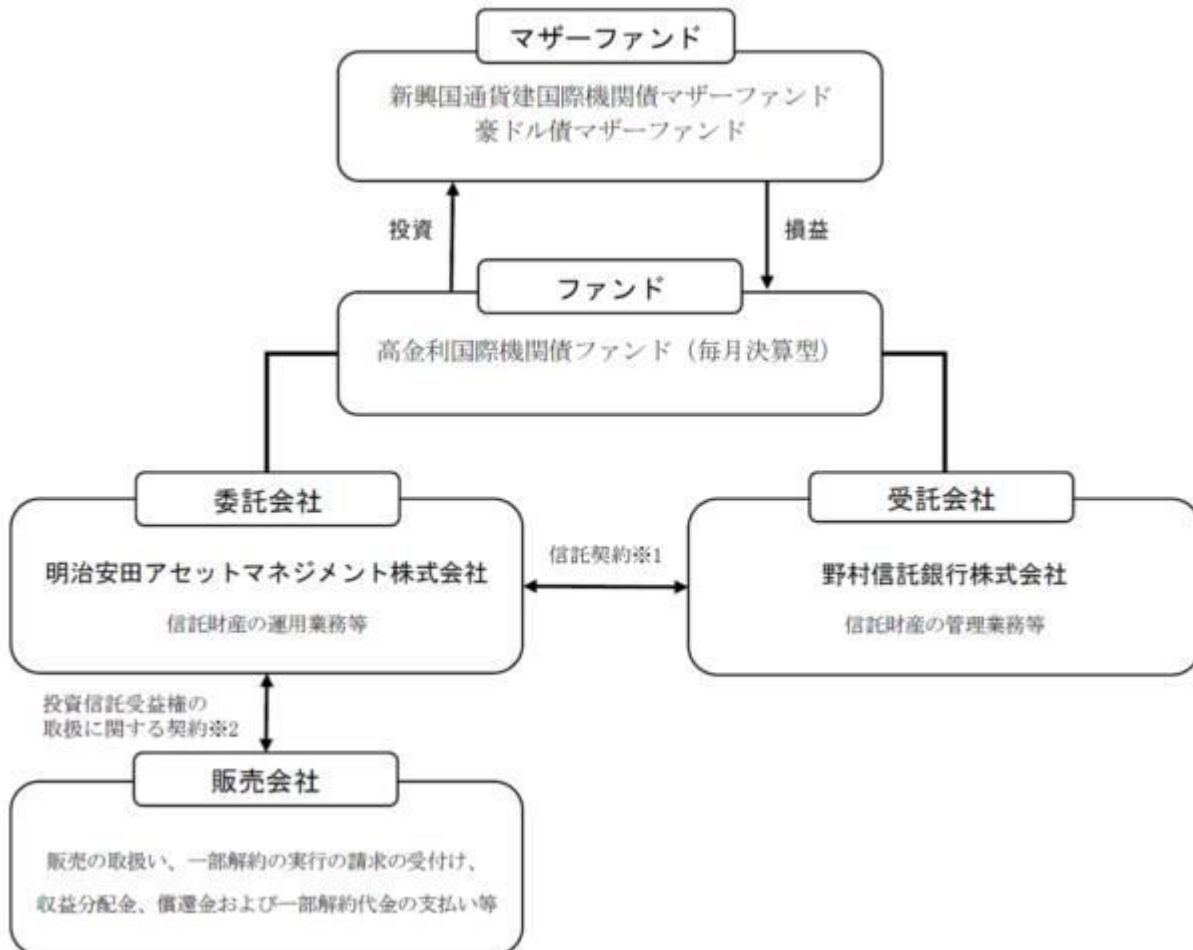 マザーファンド
新興国通貨建国際機関債マザーファンド
豪ドル債マザーファンド
投資
損益
ファンド
高金利国際機関債ファンド（毎月決算型）
委託会社
明治安田アセットマネジメント株式会社
信託財産の運用業務等
信託契約※1
受託会社
野村信託銀行株式会社
信託財産の管理業務等
投資信託受益権の
取扱に関する契約※2
販売会社
販売の取扱い、一部解約の実行の請求の受付け、
収益分配金、償還金および一部解約代金の支払い等